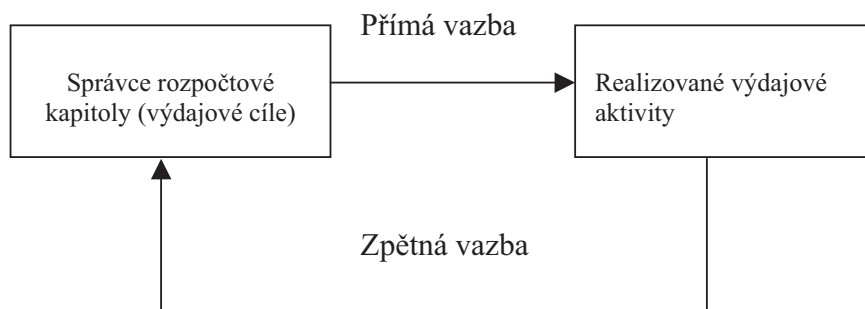 Přímá vazba
Správce rozpočtové
kapitoly (výdajové cíle)
Realizované výdajové
aktivity
Zpětná vazba